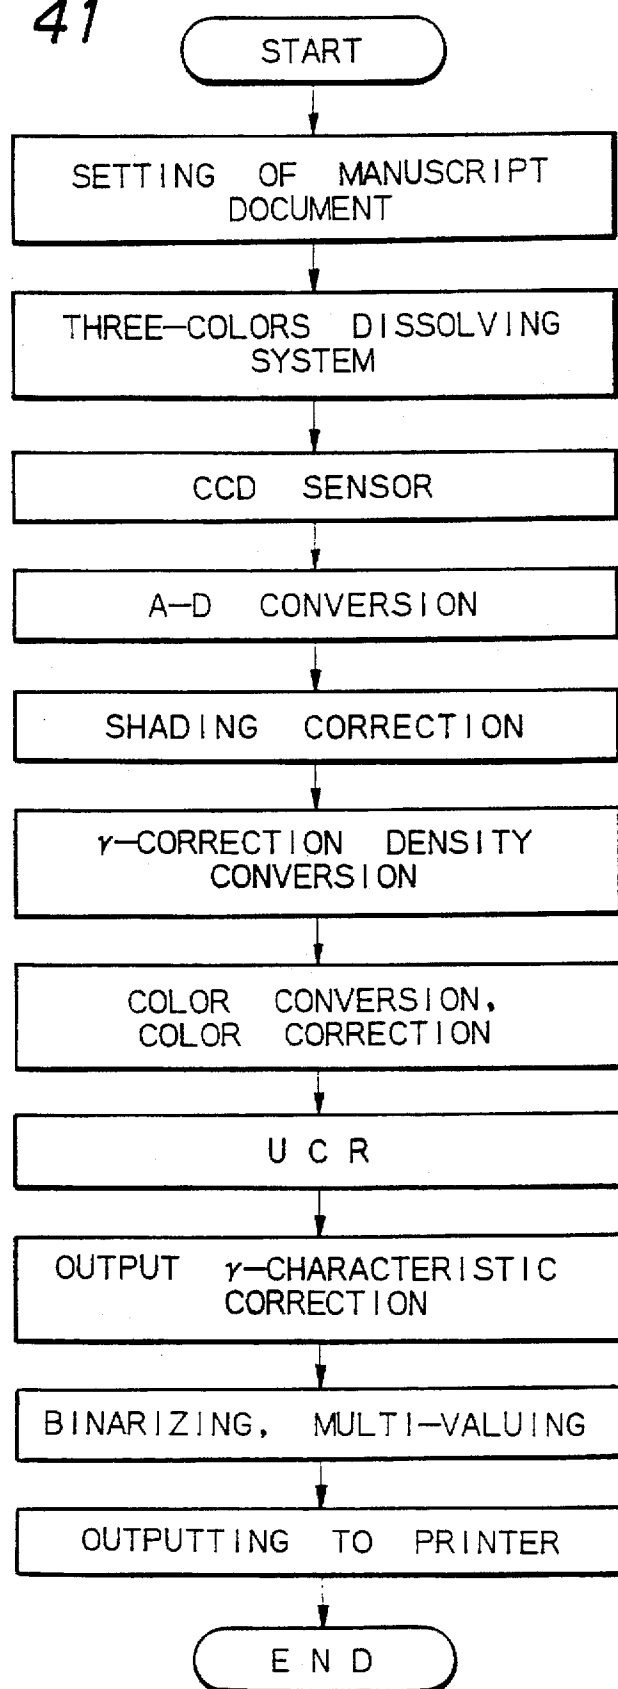 41
START
SETTING OF MANUSCRIPT
DOCUMENT
THREE-COLORS DISSOLVING
SYSTEM
CCD SENSOR
A-D CONVERSION
SHADING CORRECTION
γ-CORRECTION DENSITY
CONVERSION
COLOR CONVERSION,
COLOR CORRECTION
U C R
OUTPUT γ-CHARACTERISTIC
CORRECTION
BINARIZING, MULTI-VALUING
OUTPUTTING TO PRINTER
E N D